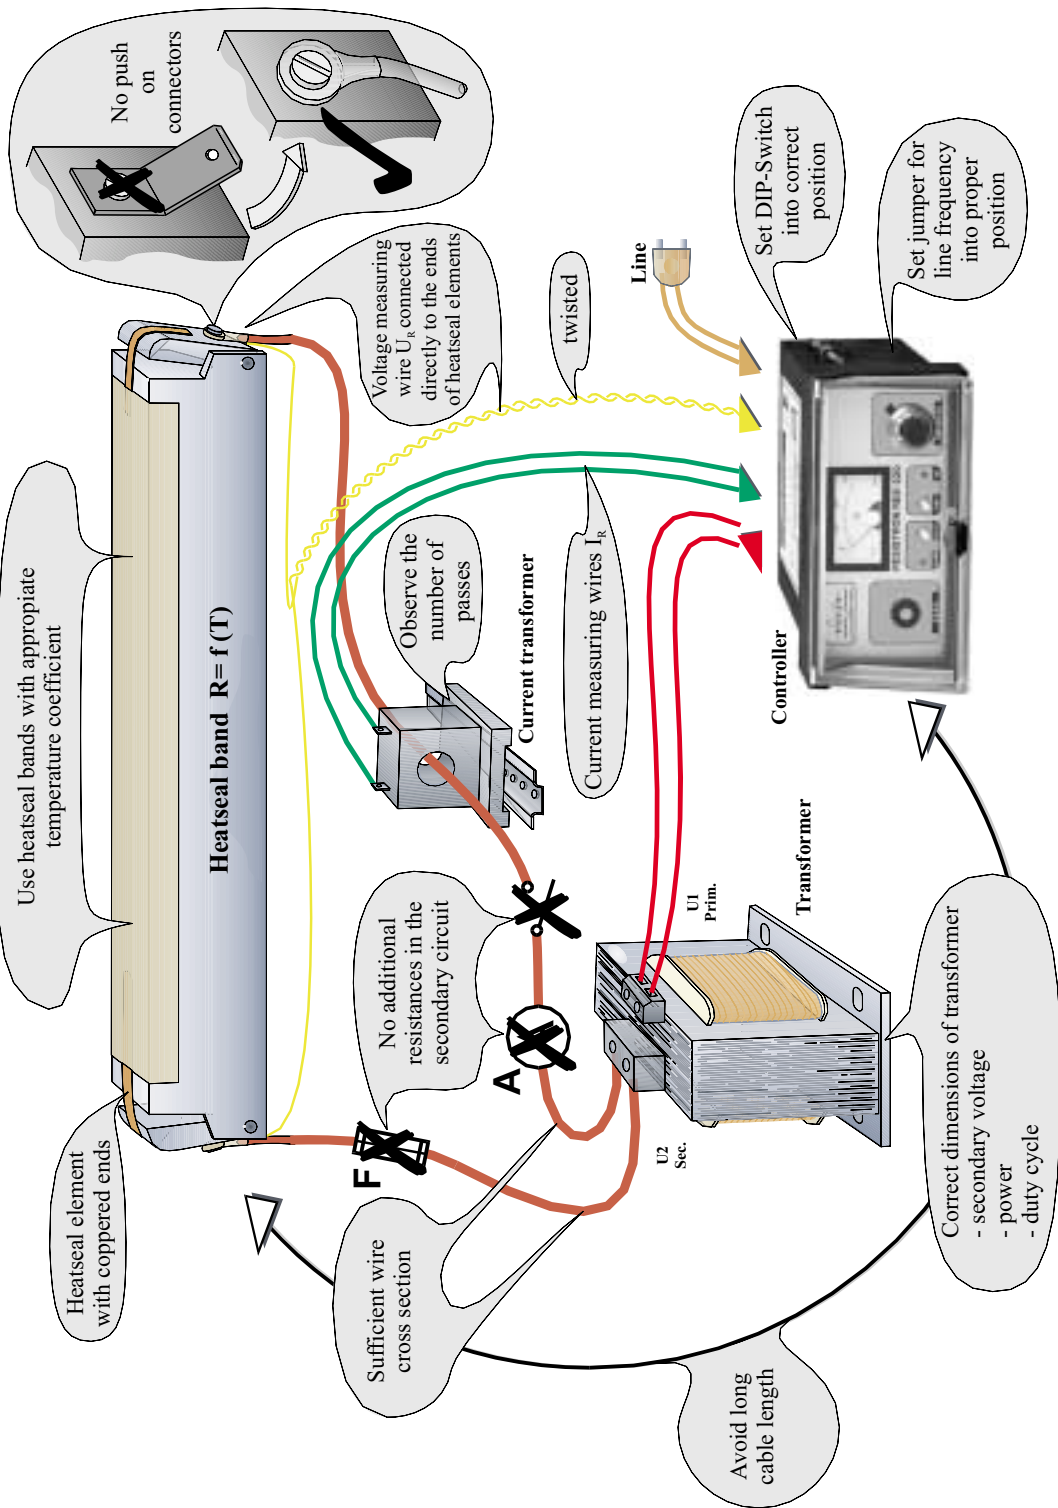 Use heatseal bands with appropiate
temperature coefficient
Heatseal element
with coppered ends
Heatseal band R= f (T)
No push
on
connectors
Voltage measuring
wire UR connected
directly to the ends
of heatseal elements
twisted
Line
Set DIP-Switch
into correct
position
Set jumper for
line frequency
into proper
position
Observe the
number of
passes
Current transformer
Current measuring wires IR
Controller
No additional
resistances in the
secondary circuit
F
A
Sufficient wire
cross section
U1
Prim.
U2
Sec.
Transformer
Correct dimensions of transformer
- secondary voltage
- power
- duty cycle
Avoid long
cable length